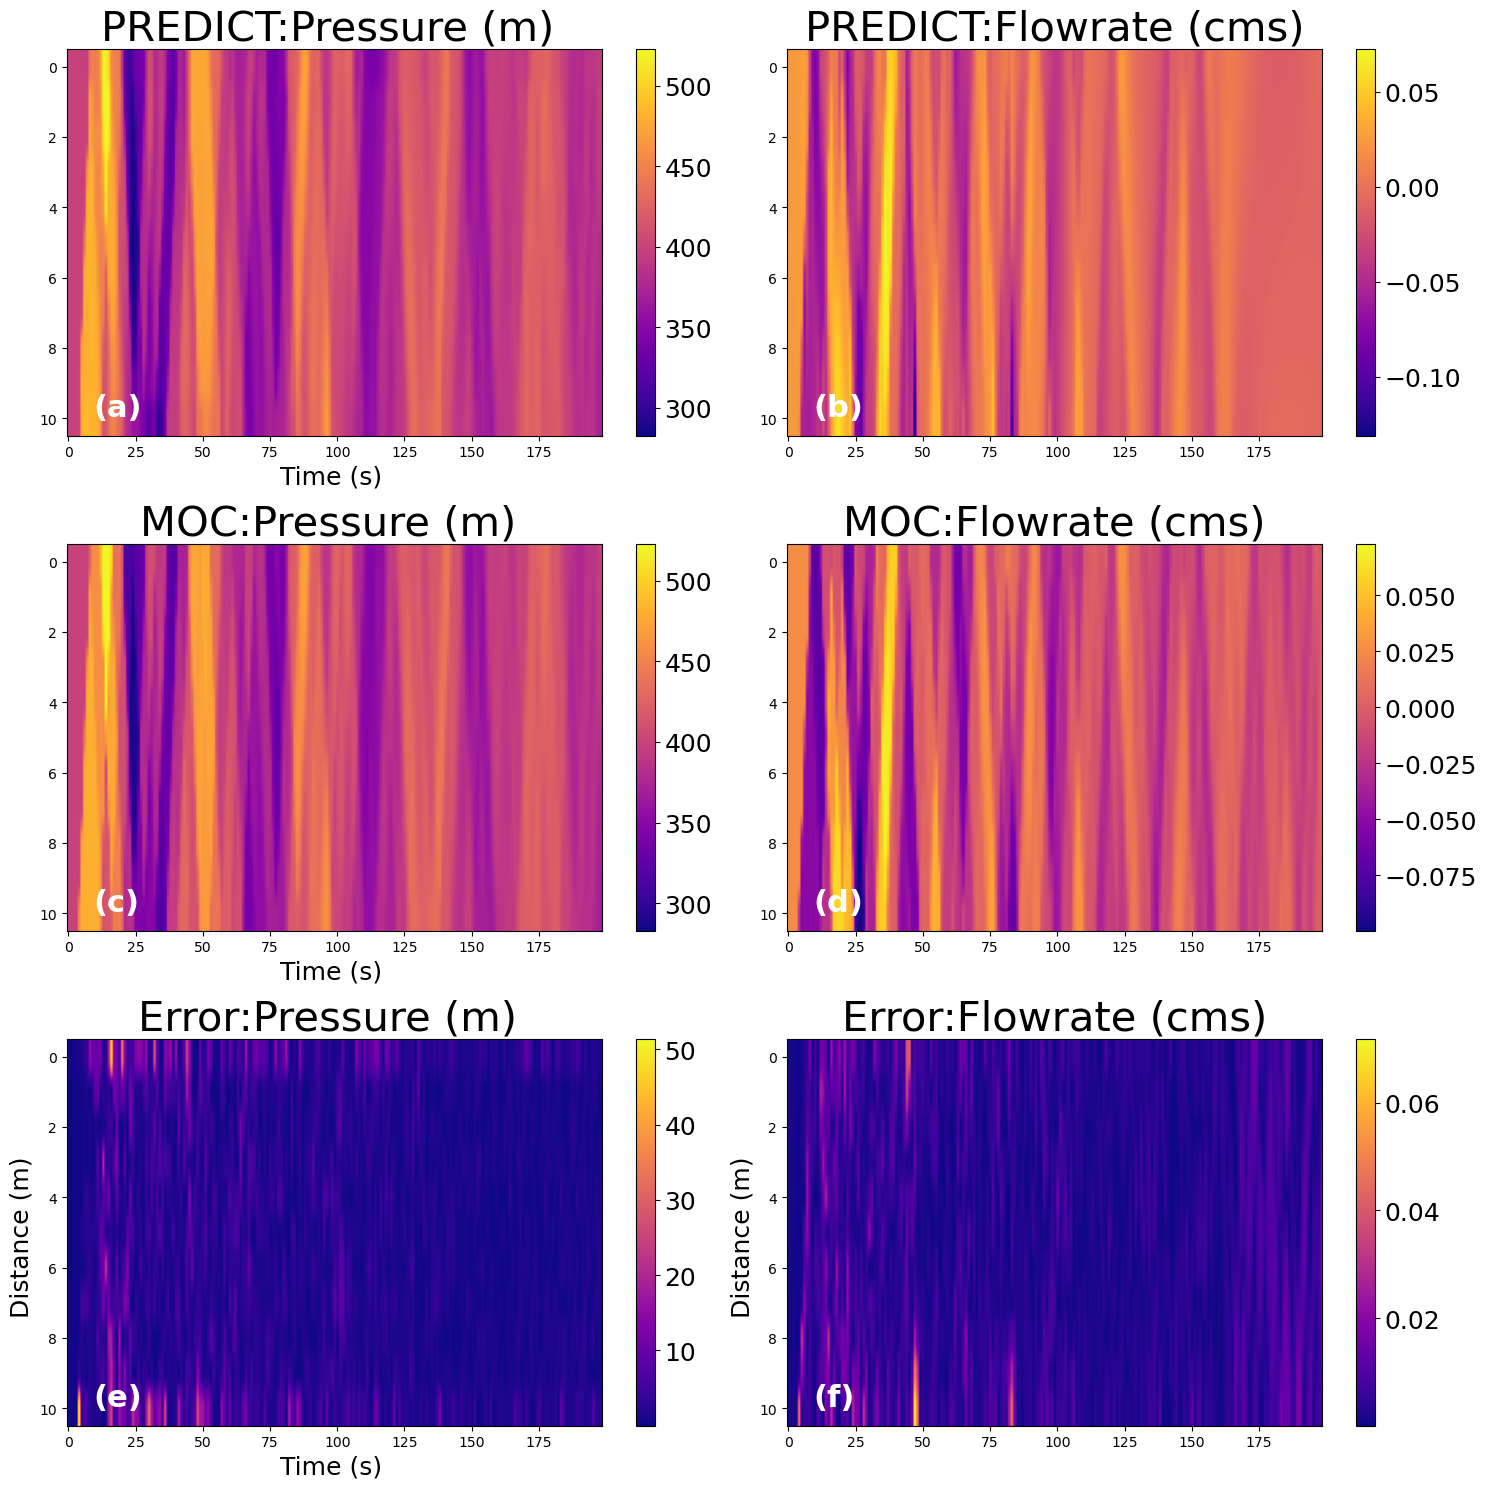 PREDICT:Pressure (m)
0
2
4
6
8
10
(a)
0 25 50 75 100 125 150 175
Time (s)
500
450
400
350
300
PREDICT:Flowrate (cms)
0
2
4
6
8
10
(b)
0 25 50 75 100 125 150 175
0.05
0.00
−0.05
−0.10
MOC:Pressure (m)
0
2
4
6
8
10
(c)
0 25 50 75 100 125 150 175
Time (s)
500
450
400
350
300
MOC:Flowrate (cms)
0
2
4
6
8
10
(d)
0 25 50 75 100 125 150 175
0.050
0.025
0.000
−0.025
−0.050
−0.075
Error:Pressure (m)
Distance (m)
0
2
4
6
8
10
(e)
0 25 50 75 100 125 150 175
Time (s)
50
40
30
20
10
Error:Flowrate (cms)
Distance (m)
0
2
4
6
8
10
(f)
0 25 50 75 100 125 150 175
0.06
0.04
0.02